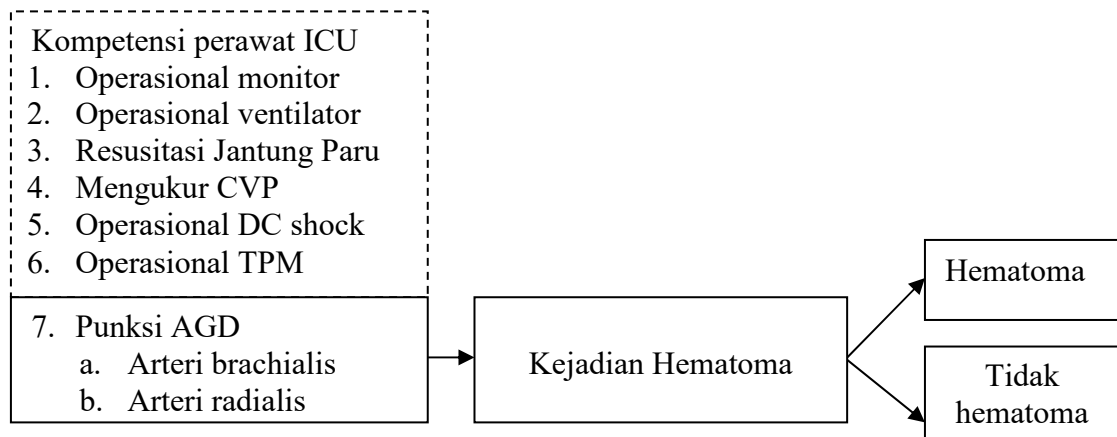 Kompetensi perawat ICU
1. Operasional monitor
2. Operasional ventilator
3. Resusitasi Jantung Paru
4. Mengukur CVP
5. Operasional DC shock
6. Operasional TPM
7. Punksi AGD
a. Arteri brachialis
b. Arteri radialis
Kejadian Hematoma
Hematoma
Tidak
hematoma